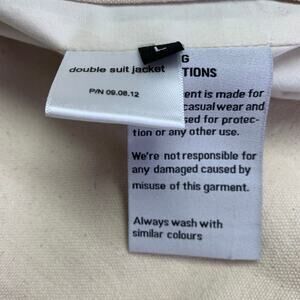 L
double suit jacket
P/N 09.08.12
G
TIONS
ent is made for
casual wear and
sed for protec-
tion or any other use.
We're not responsible for
any damaged caused by
misuse of this garment.
Always wash with
similar colours